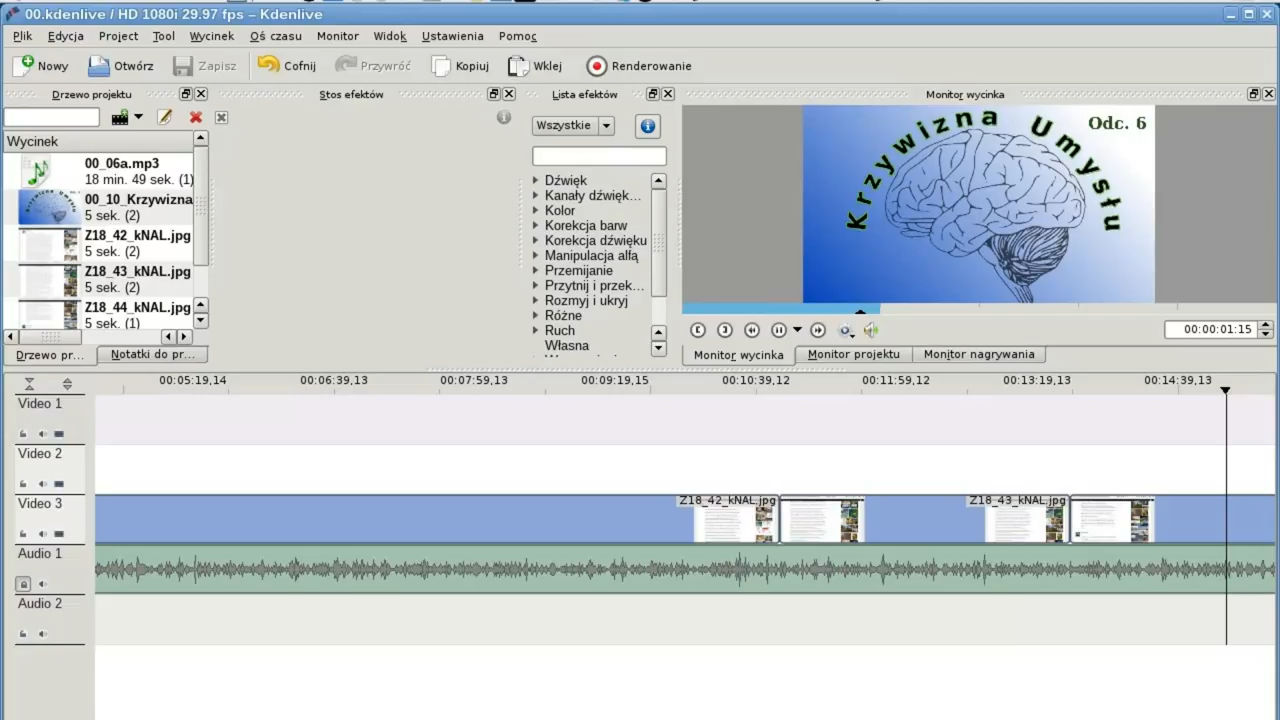 00.kdenlive / HD 1080i 29.97 fps – Kdenlive
Plik Edycja Project Tool Wycinek Oś czasu Monitor Widok Ustawienia Pomoc
Nowy Otwórz Zapisz Cofnij Przywróć Kopiuj Wklej Renderowanie
Drzewo projektu Stos efektów Lista efektów Monitor wycinka
Wycinek
00_06a.mp3
18 min. 49 sek. (1)
00_10_Krzywizna
5 sek. (2)
Z18_42_kNAL.jpg
5 sek. (2)
Z18_43_kNAL.jpg
5 sek. (2)
Z18_44_kNAL.jpg
5 sek. (1)
Drzewo pr... Notatki do pr...
Wszystkie
Dźwięk
Kanały dźwięk...
Kolor
Korekcja barw
Korekcja dźwięku
Manipulacja alfą
Przemijanie
Przytnij i przek...
Rozmyj i ukryj
Różne
Ruch
Własna
Krzywizna Umysłu
Odc. 6
00:00:01:15
Monitor wycinka Monitor projektu Monitor nagrywania
00:05:19,14 00:06:39,13 00:07:59,13 00:09:19,15 00:10:39,12 00:11:59,12 00:13:19,13 00:14:39,13
Video 1
Video 2
Video 3
Z18_42_kNAL.jpg Z18_43_kNAL.jpg
Audio 1
Audio 2